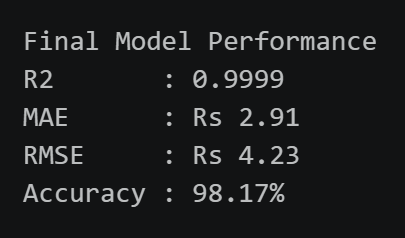 Final Model Performance
R2       : 0.9999
MAE      : Rs 2.91
RMSE     : Rs 4.23
Accuracy : 98.17%